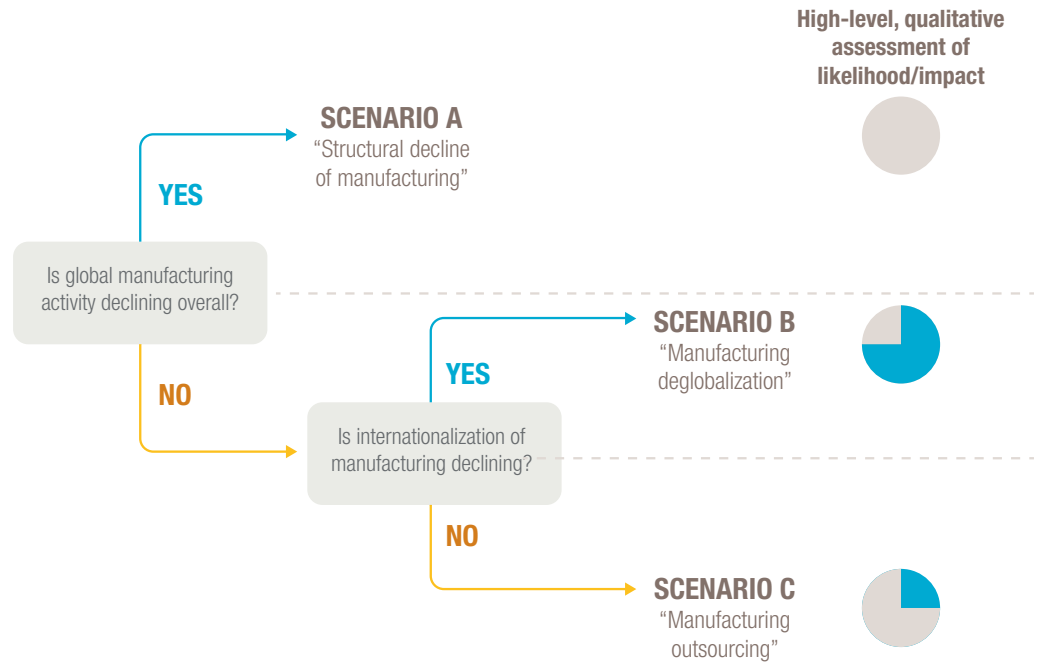 High-level, qualitative
assessment of
likelihood/impact
SCENARIO A
“Structural decline
of manufacturing”
YES
Is global manufacturing
activity declining overall?
NO
SCENARIO B
“Manufacturing
deglobalization”
YES
Is internationalization of
manufacturing declining?
NO
SCENARIO C
“Manufacturing
outsourcing”